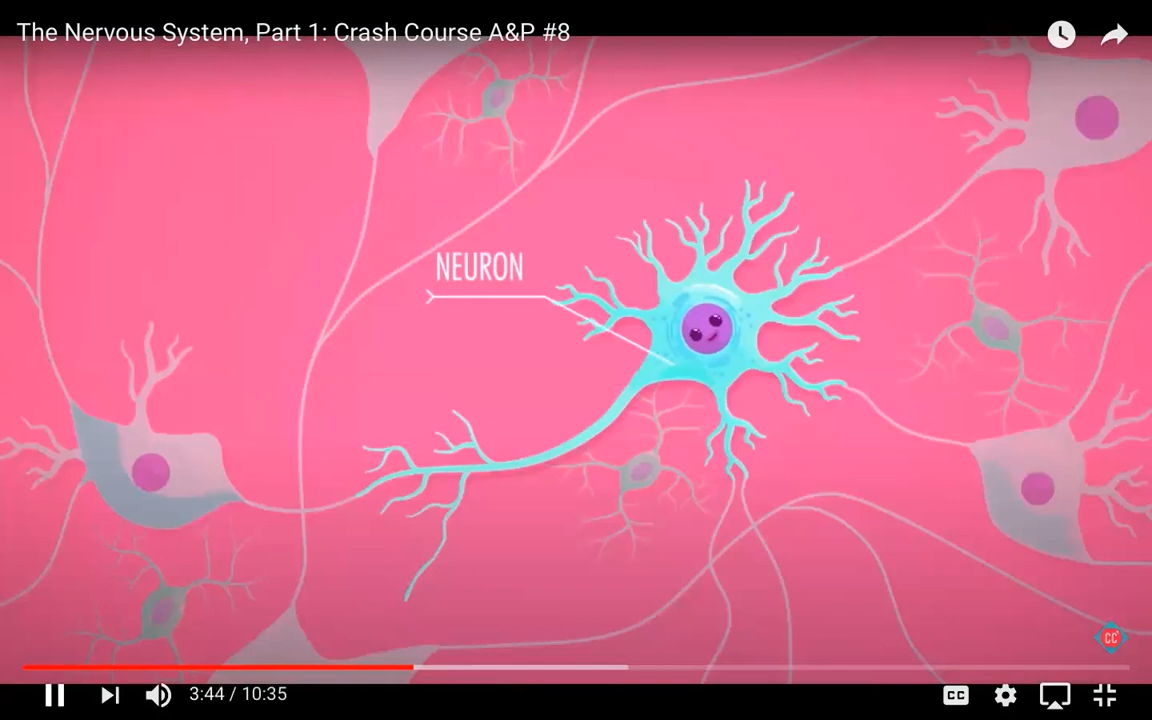 The Nervous System, Part 1: Crash Course A&P #8
NEURON
CC
3:44 / 10:35
CC